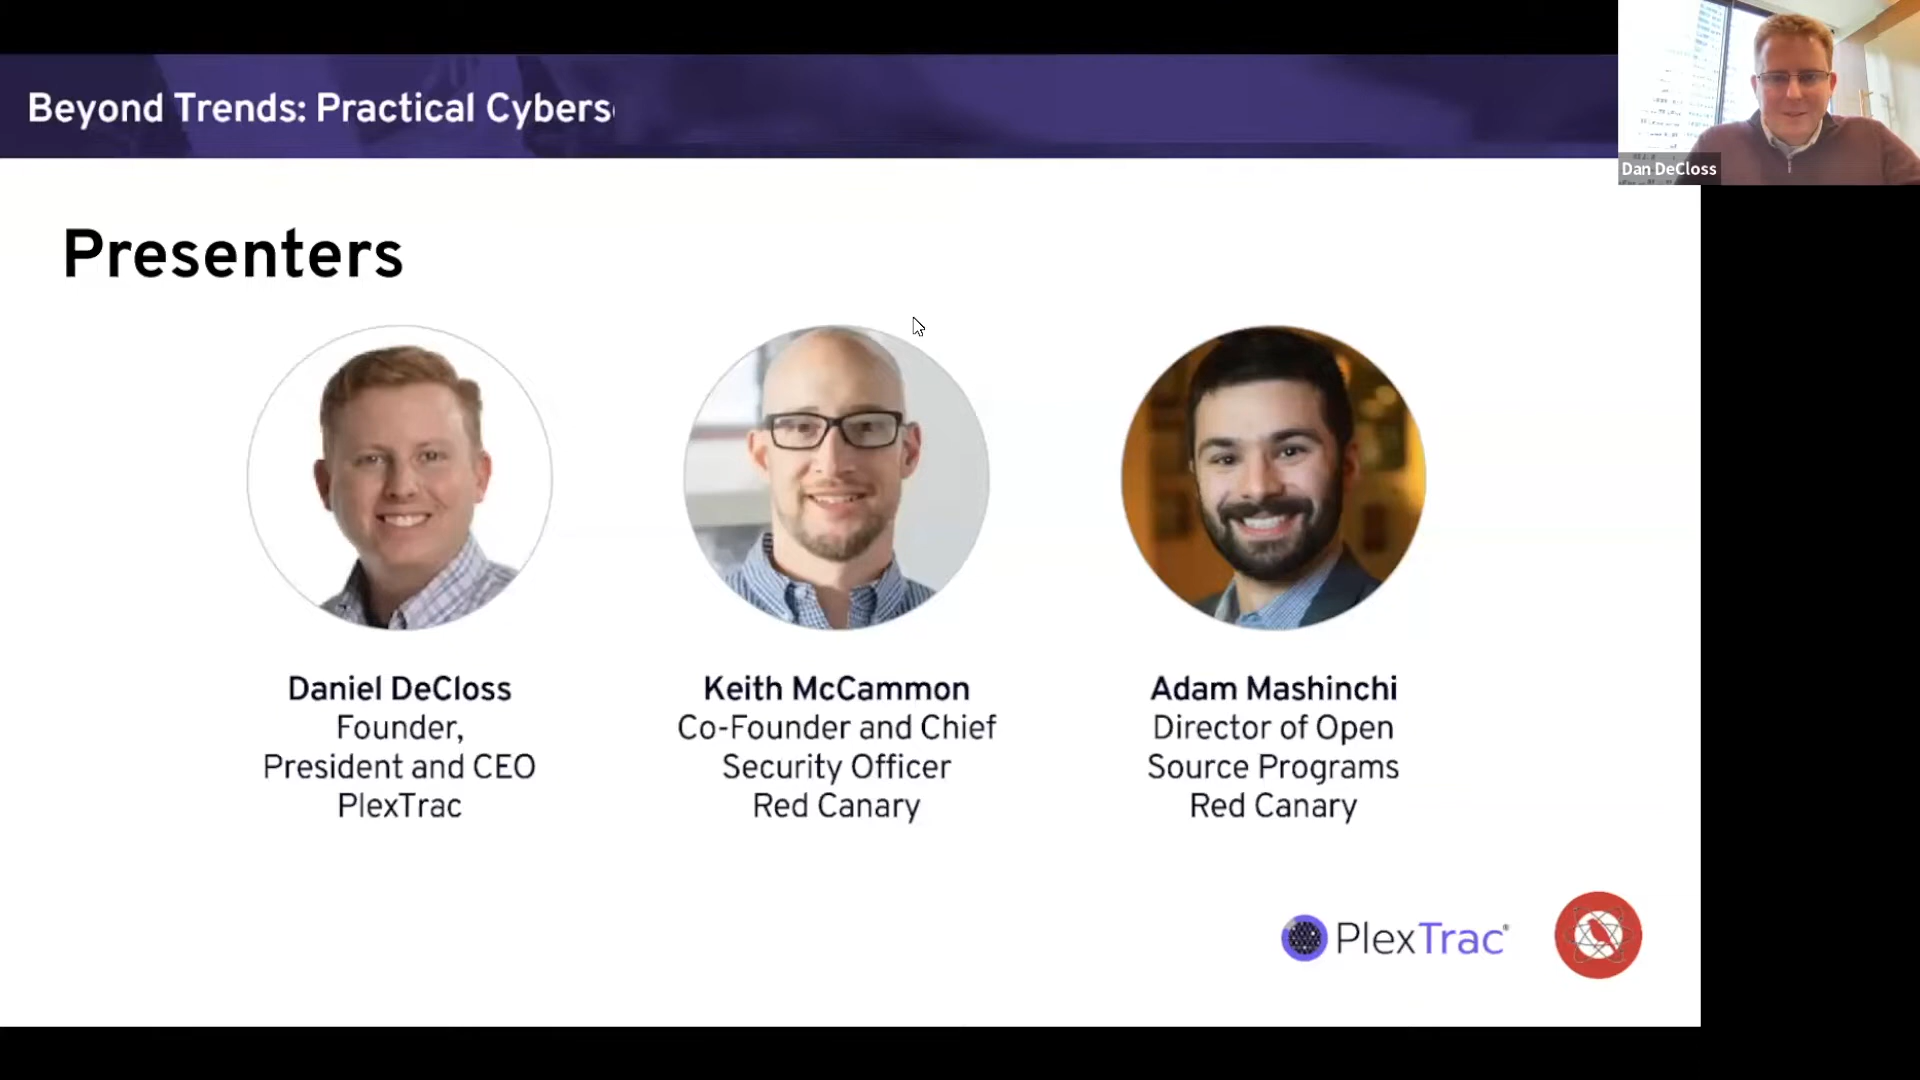 Beyond Trends: Practical Cybers
Dan DeCloss
Presenters
Daniel DeCloss
Founder,
President and CEO
PlexTrac
Keith McCammon
Co-Founder and Chief
Security Officer
Red Canary
Adam Mashinchi
Director of Open
Source Programs
Red Canary
PlexTrac®